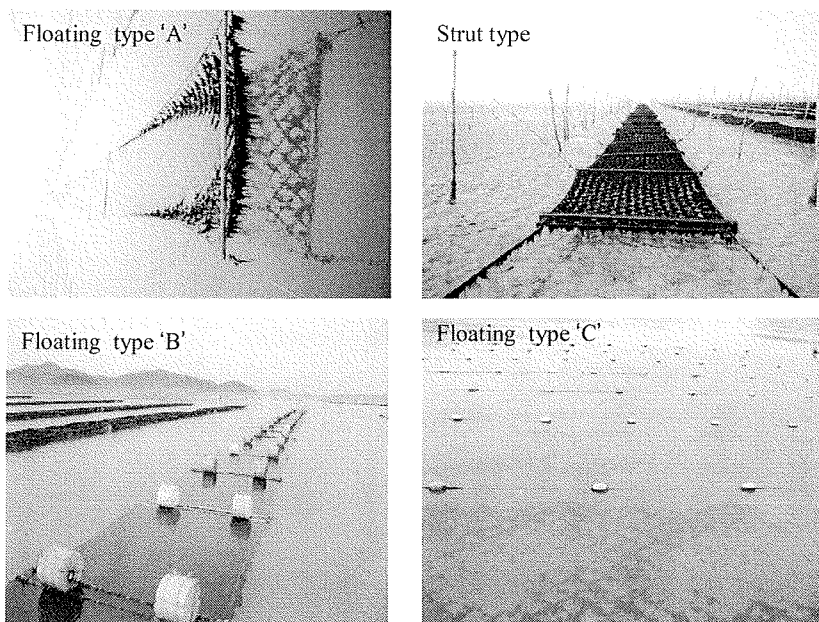 Floating type ‘A’
Strut type
Floating type ‘B’
Floating type ‘C’